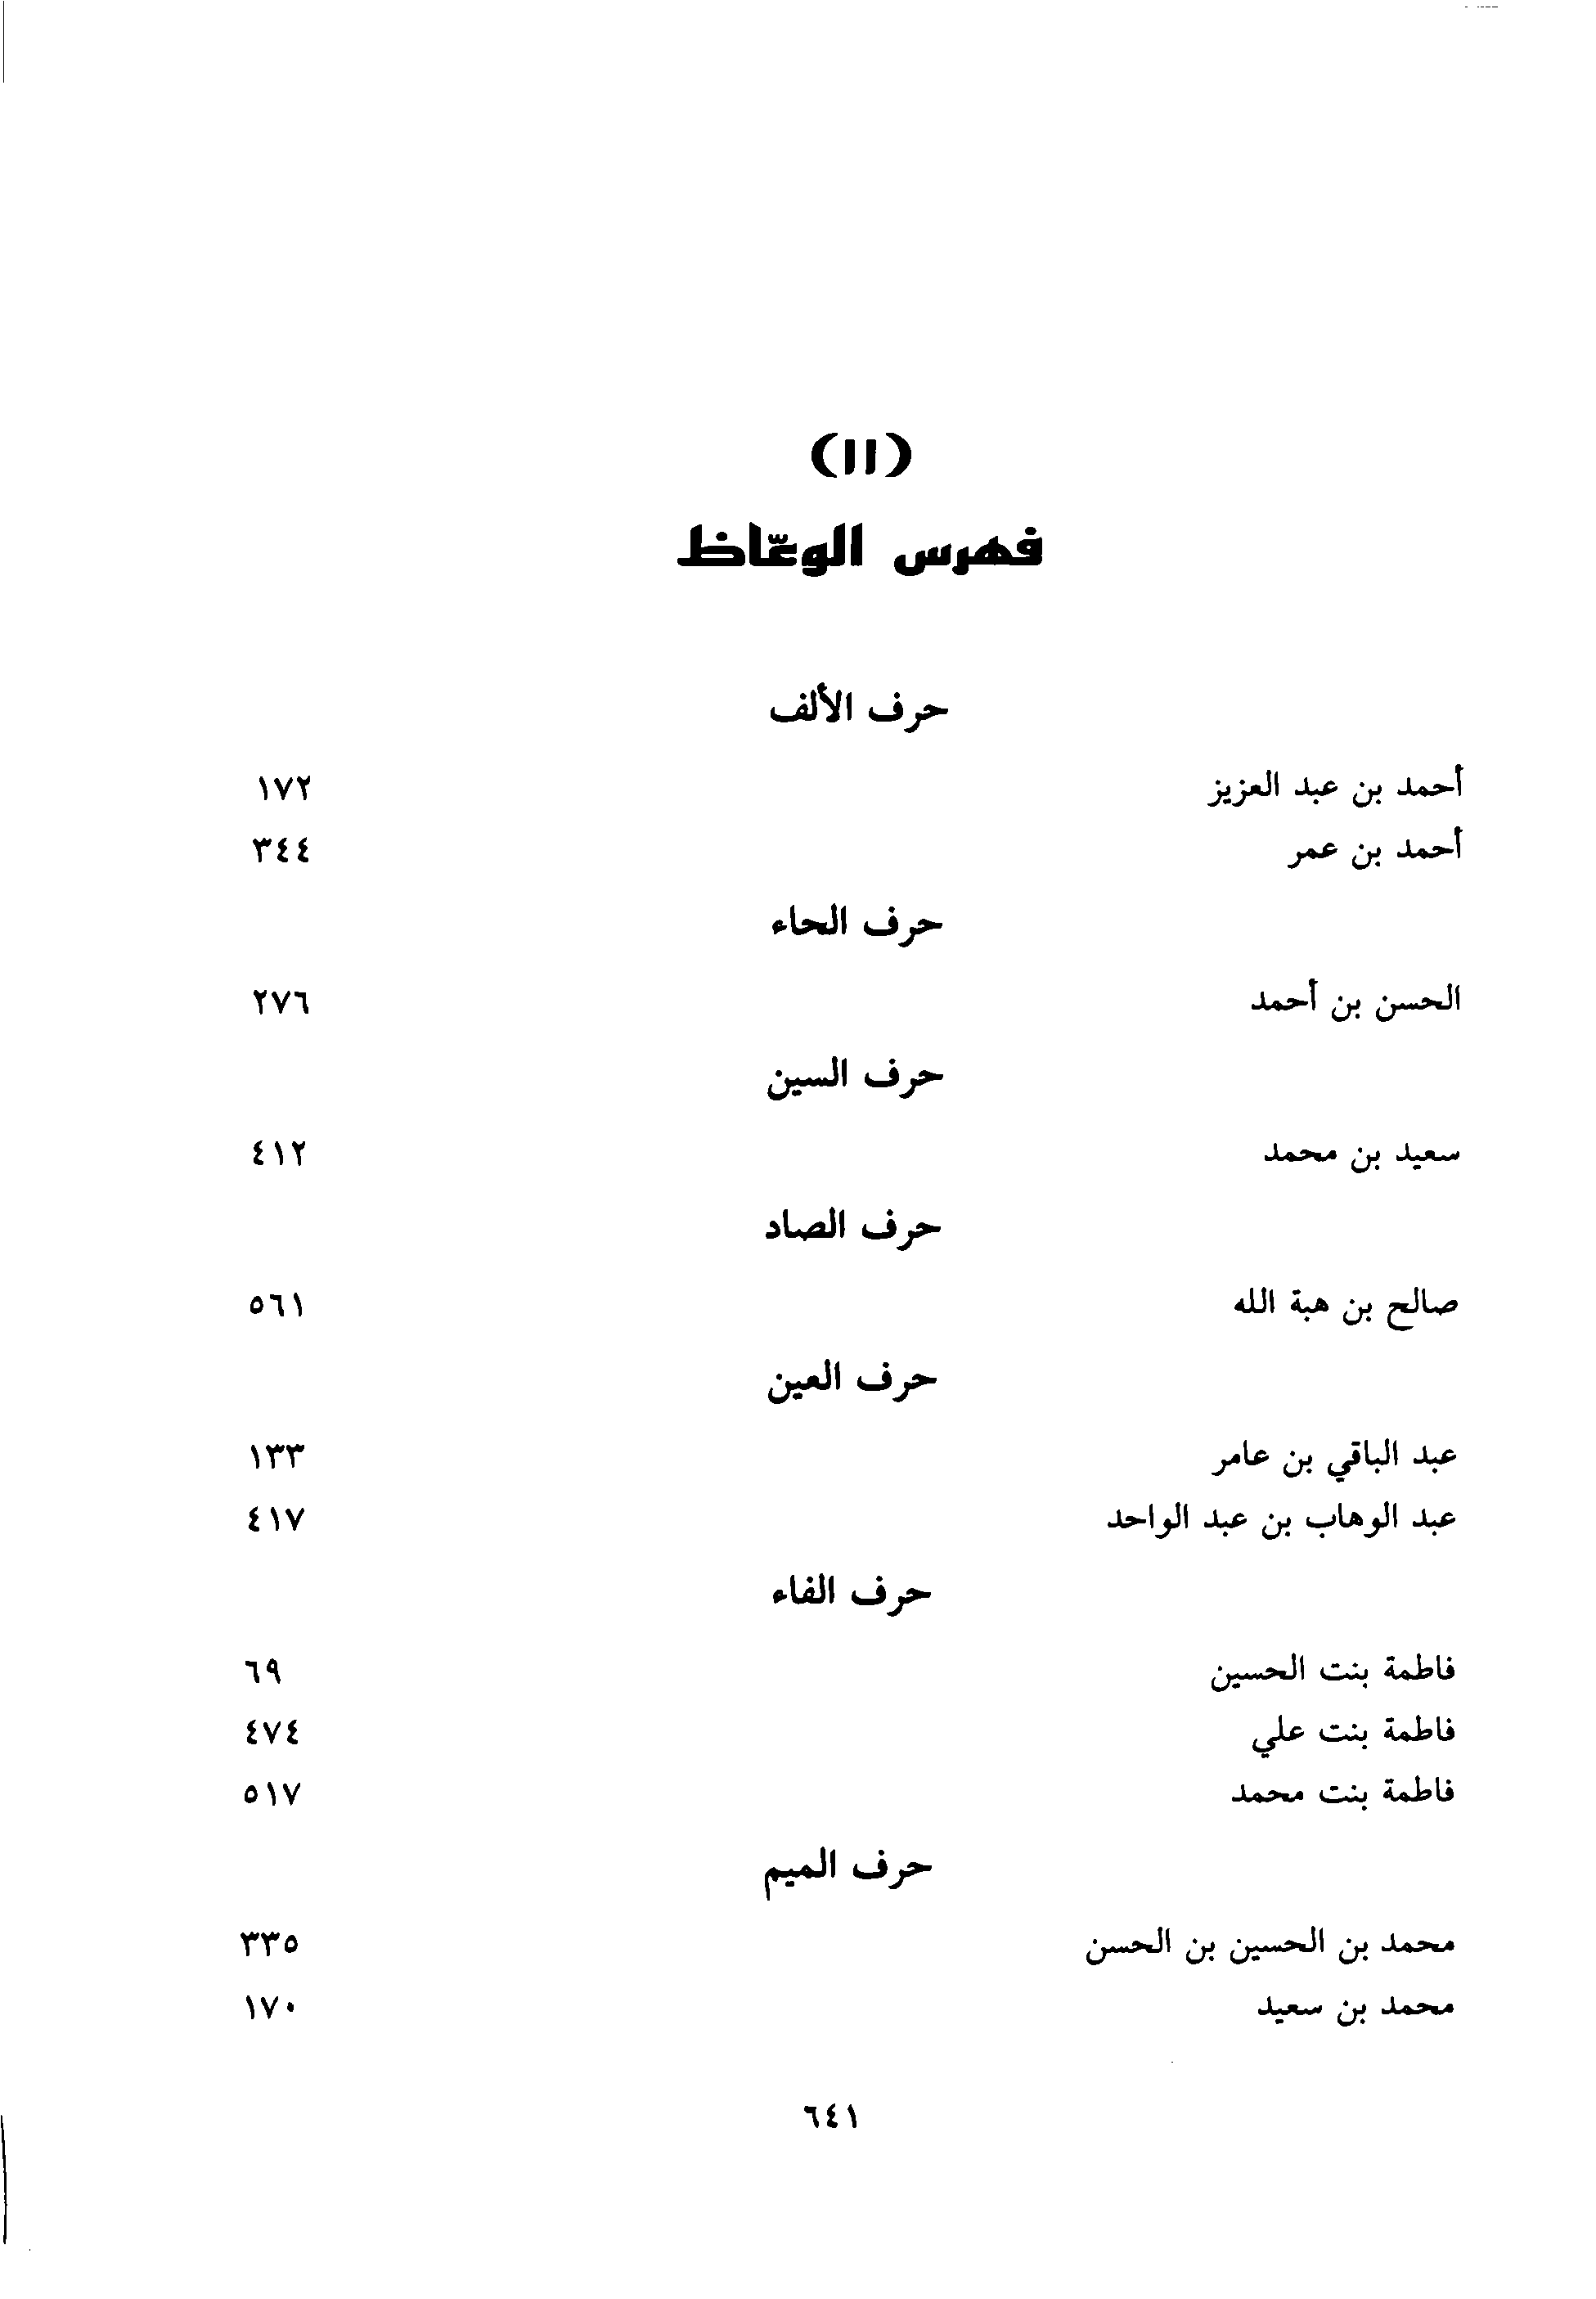 (١١)
فهرس الوعّاظ
حرف الألف
أحمد بن عبد العزيز ١٧٢
أحمد بن عمر ٣٤٤
حرف الحاء
الحسن بن أحمد ٢٧٦
حرف السين
سعيد بن محمد ٤١٢
حرف الصاد
صالح بن هبة الله ٥٦١
حرف العين
عبد الباقي بن عامر ١٣٣
عبد الوهاب بن عبد الواحد ٤١٧
حرف الفاء
فاطمة بنت الحسين ٦٩
فاطمة بنت علي ٤٧٤
فاطمة بنت محمد ٥١٧
حرف الميم
محمد بن الحسين بن الحسن ٣٣٥
محمد بن سعيد ١٧٠
٦٤١